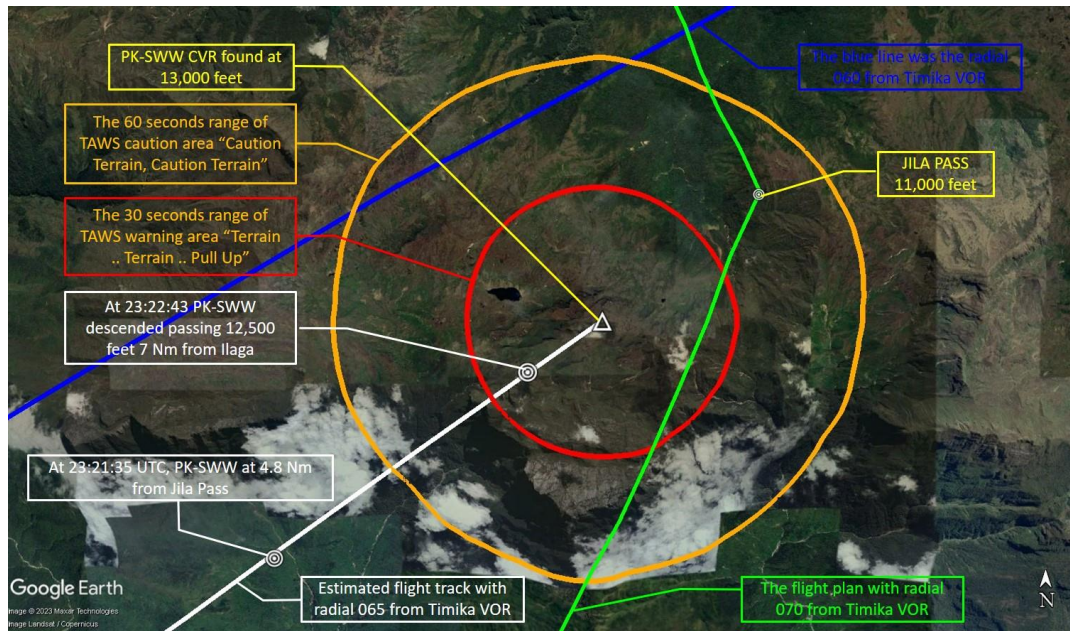 PK-SWW CVR found at
13,000 feet
The blue line was the radial
060 from Timika VOR
The 60 seconds range of
TAWS caution area “Caution
Terrain, Caution Terrain”
JILA PASS
11,000 feet
The 30 seconds range of
TAWS warning area “Terrain
.. Terrain .. Pull Up”
At 23:22:43 PK-SWW
descended passing 12,500
feet 7 Nm from Ilaga
At 23:21:35 UTC, PK-SWW at 4.8 Nm
from Jila Pass
Google Earth
Image © 2023 Maxar Technologies
Image Landsat / Copernicus
Estimated flight track with
radial 065 from Timika VOR
The flight plan with radial
070 from Timika VOR
N